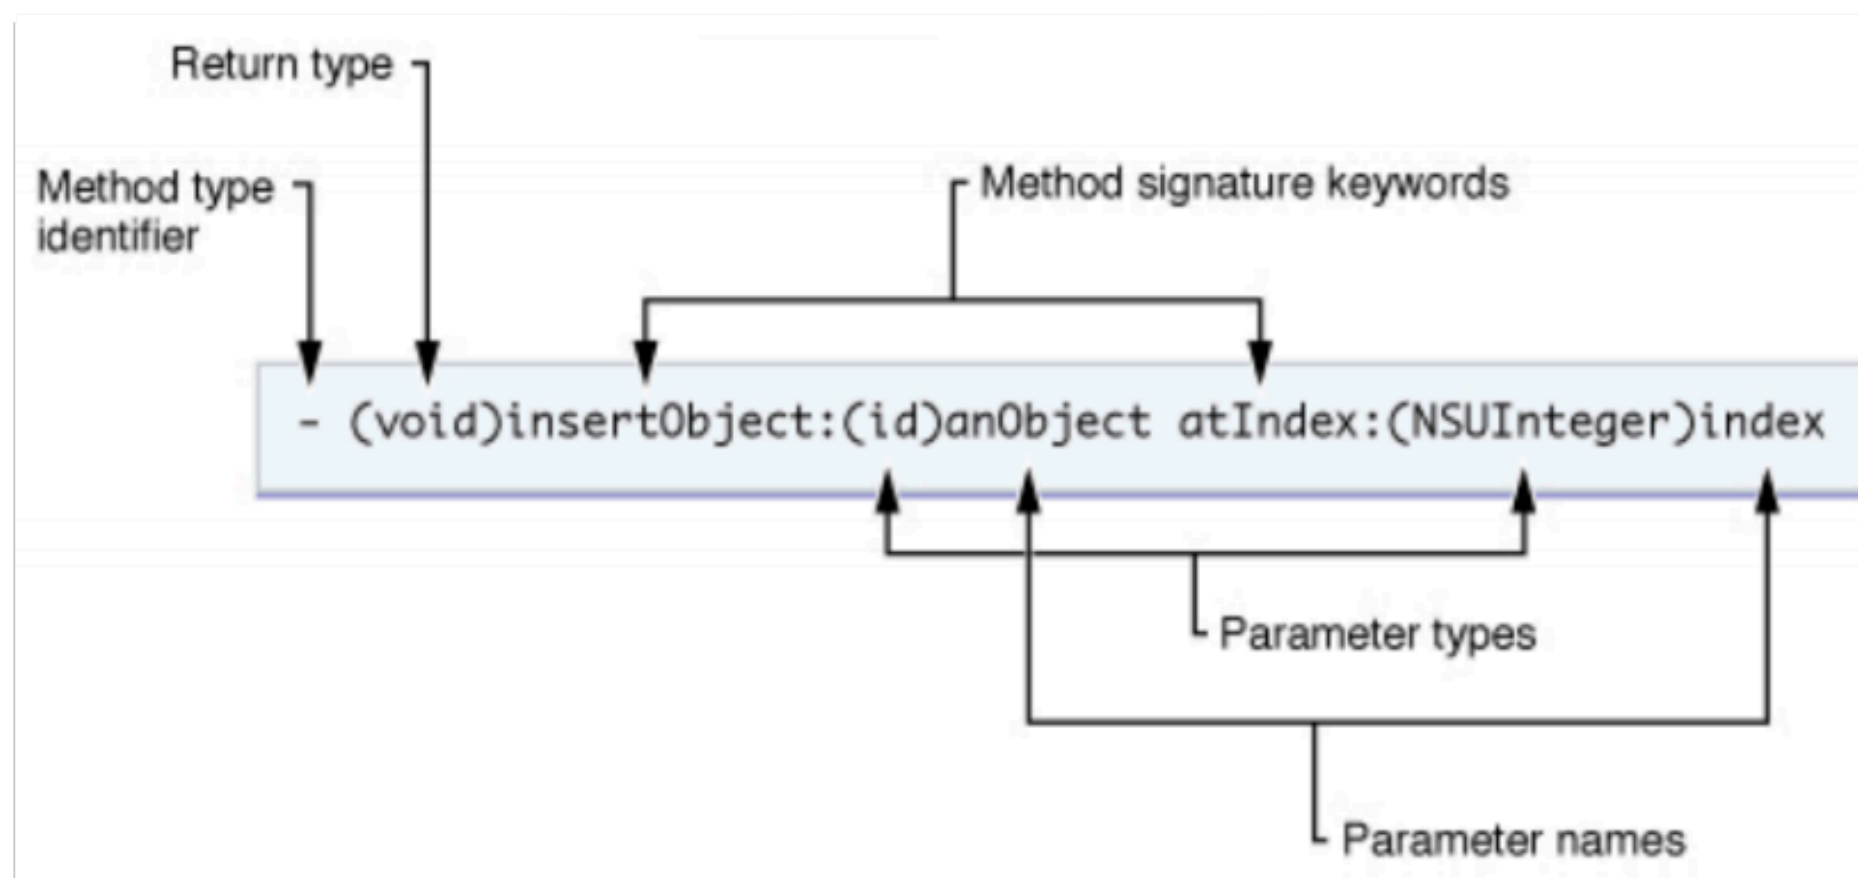 Return type
Method type
identifier
Method signature keywords
- (void)insertObject:(id)anObject atIndex:(NSUInteger)index
Parameter types
Parameter names